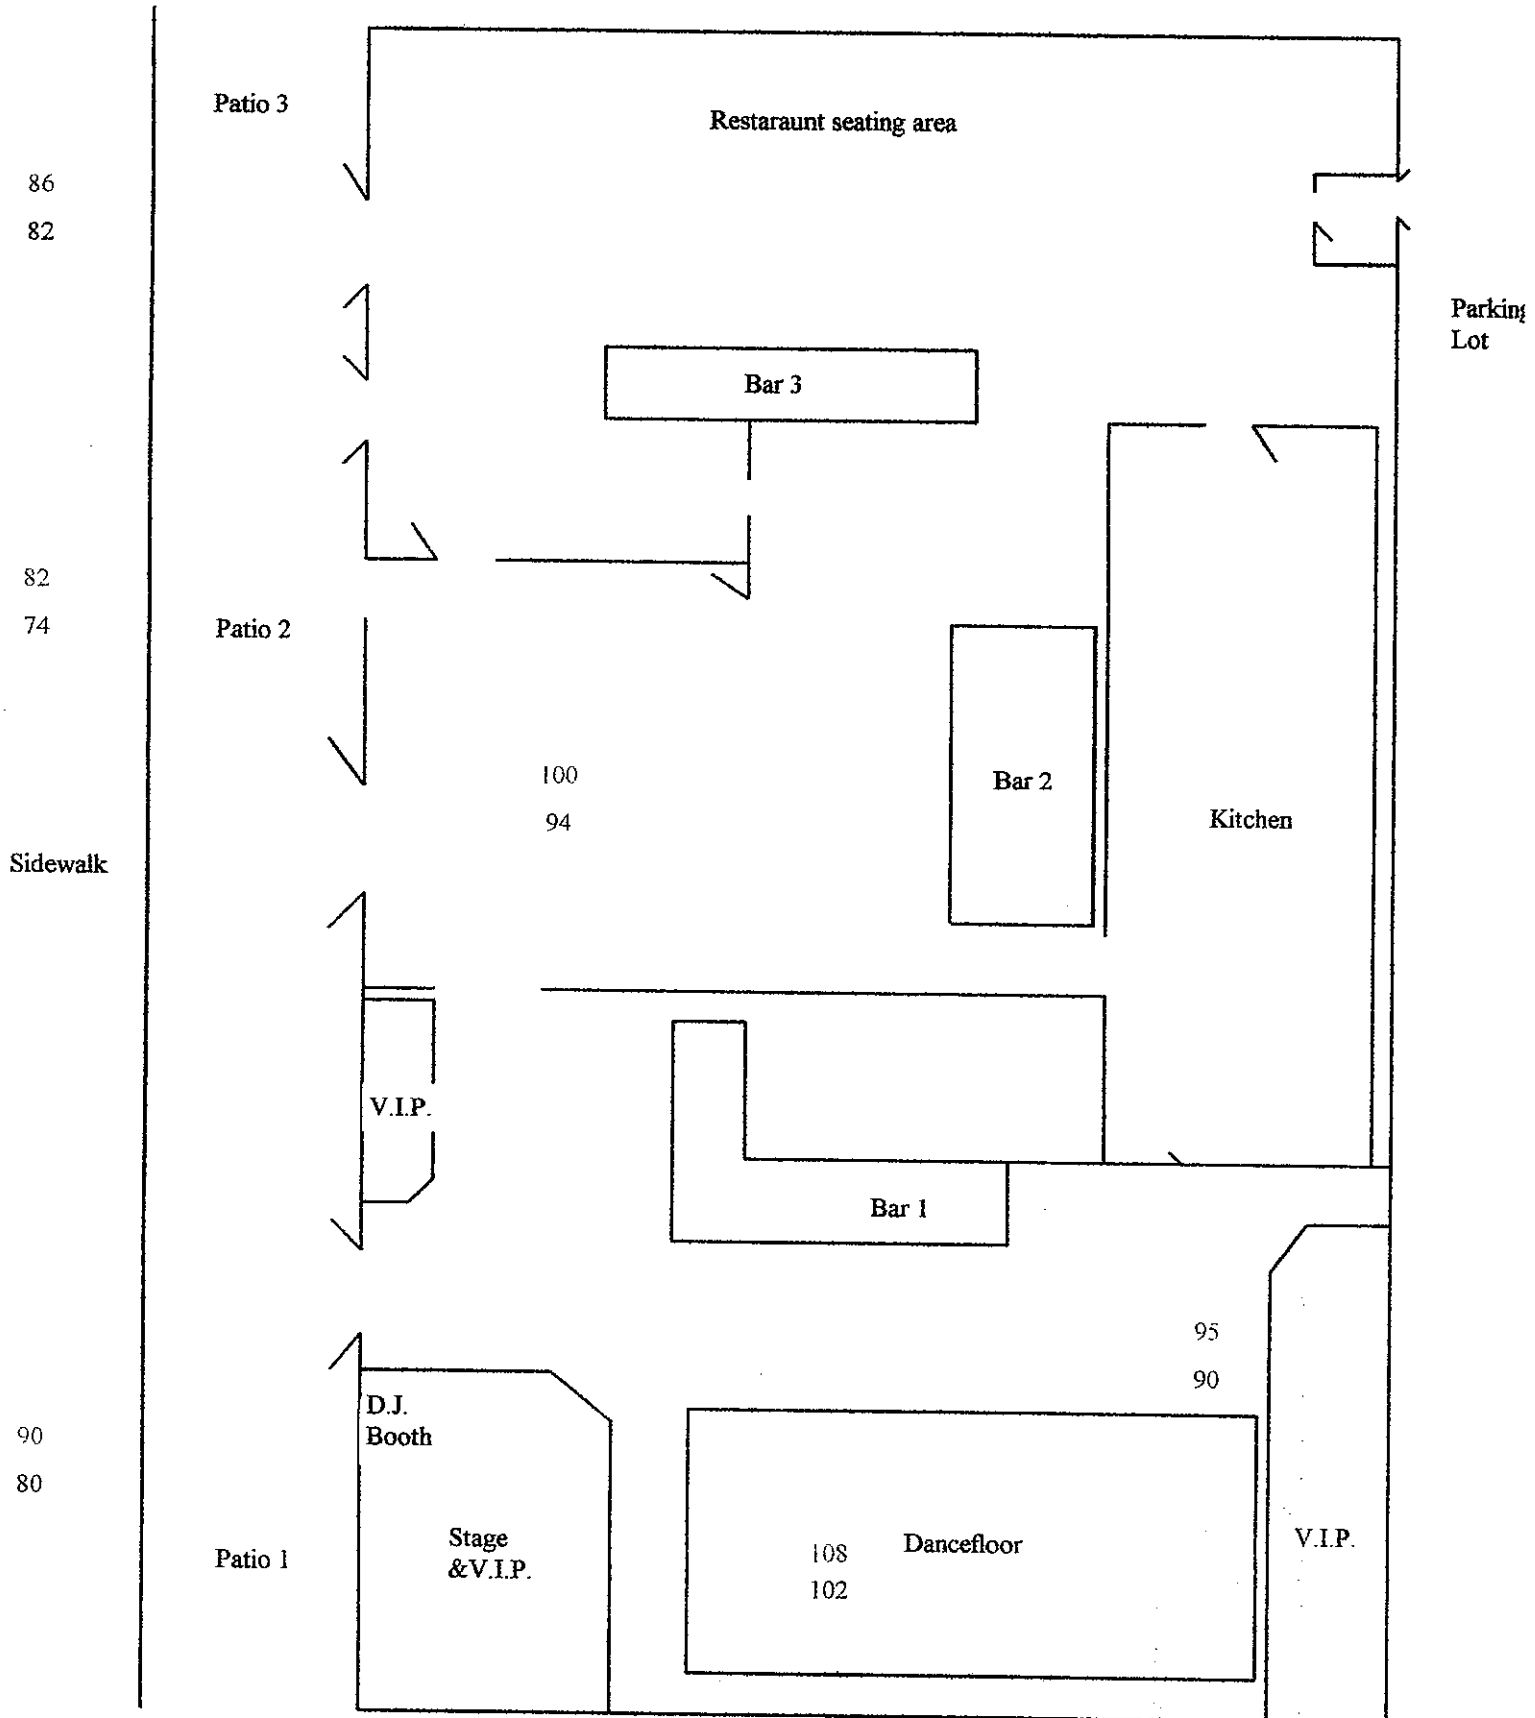 Patio 3
Restaraunt seating area
86
82
Parking
Lot
Bar 3
82
74
Patio 2
100
94
Bar 2
Kitchen
Sidewalk
V.I.P.
Bar 1
95
90
D.J.
Booth
90
80
Stage
&V.I.P.
Dancefloor
108
102
V.I.P.
Patio 1